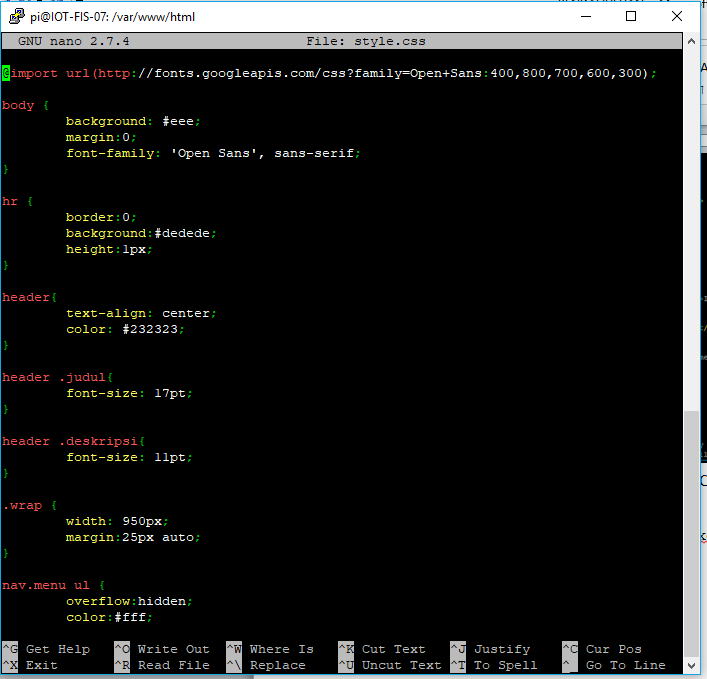 pi@IOT-FIS-07: /var/www/html
GNU nano 2.7.4 File: style.css
@import url(http://fonts.googleapis.com/css?family=Open+Sans:400,800,700,600,300);
body {
background: #eee;
margin:0;
font-family: 'Open Sans', sans-serif;
}
hr {
border:0;
background:#dedede;
height:1px;
}
header{
text-align: center;
color: #232323;
}
header .judul{
font-size: 17pt;
}
header .deskripsi{
font-size: 11pt;
}
.wrap {
width: 950px;
margin:25px auto;
}
nav.menu ul {
overflow:hidden;
color:#fff;
^G Get Help ^O Write Out ^W Where Is ^K Cut Text ^J Justify ^C Cur Pos
^X Exit ^R Read File ^\ Replace ^U Uncut Text ^T To Spell ^_ Go To Line